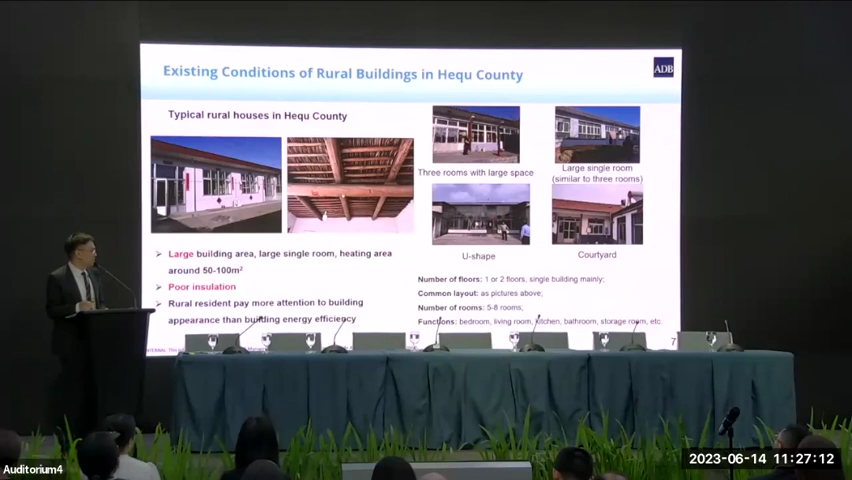 Existing Conditions of Rural Buildings in Hequ County
ADB
Typical rural houses in Hequ County
Three rooms with large space
Large single room
(similar to three rooms)
U-shape
Courtyard
➢ Large building area, large single room, heating area
around 50-100m²
➢ Poor insulation
➢ Rural resident pay more attention to building
appearance than building energy efficiency
Number of floors: 1 or 2 floors, single building mainly;
Common layout: as pictures above;
Number of rooms: 5-8 rooms,
Functions: bedroom, living room, kitchen, bathroom, storage room, etc
7
Auditorium4
2023-06-14 11:27:12